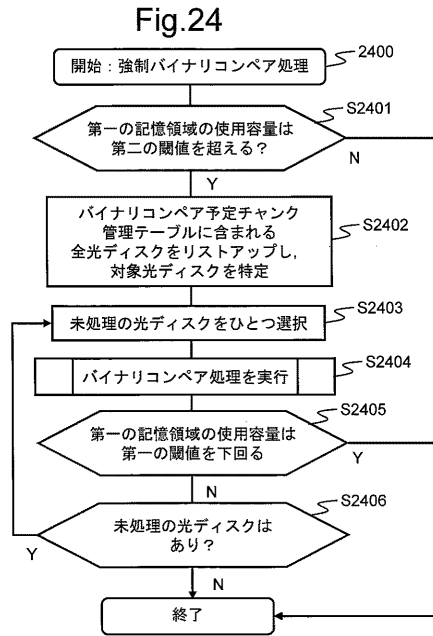 Fig.24
開始：強制バイナリコンペア処理
2400
第一の記憶領域の使用容量は
第二の閾値を超える？
S2401
N
Y
バイナリコンペア予定チャンク
管理テーブルに含まれる
全光ディスクをリストアップし，
対象光ディスクを特定
S2402
未処理の光ディスクをひとつ選択
S2403
バイナリコンペア処理を実行
S2404
第一の記憶領域の使用容量は
第一の閾値を下回る
S2405
Y
N
未処理の光ディスクは
あり？
S2406
Y
N
終了